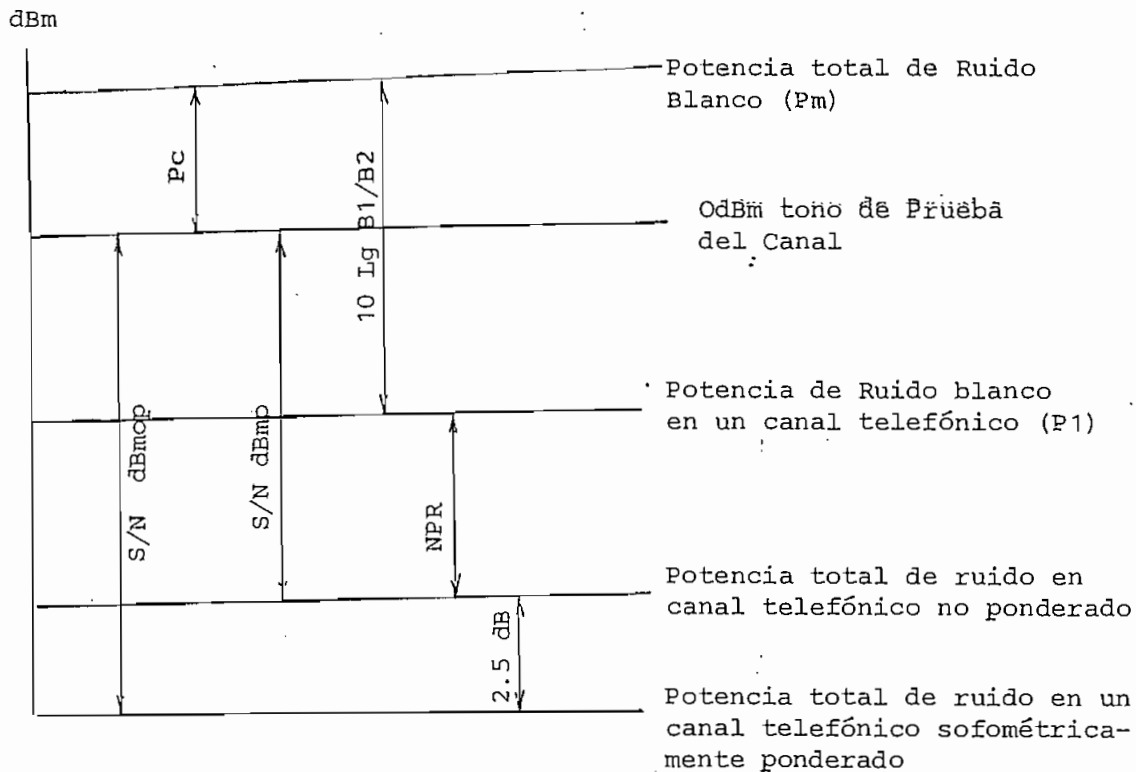 dBm
Potencia total de Ruido
Blanco (Pm)
Pc
10 Lg B1/B2
OdBm tono de Prueba
del Canal
S/N dBmop
S/N dBmp
Potencia de Ruido blanco
en un canal telefónico (P1)
NPR
Potencia total de ruido en
canal telefónico no ponderado
2.5 dB
Potencia total de ruido en un
canal telefónico sofométrica-
mente ponderado